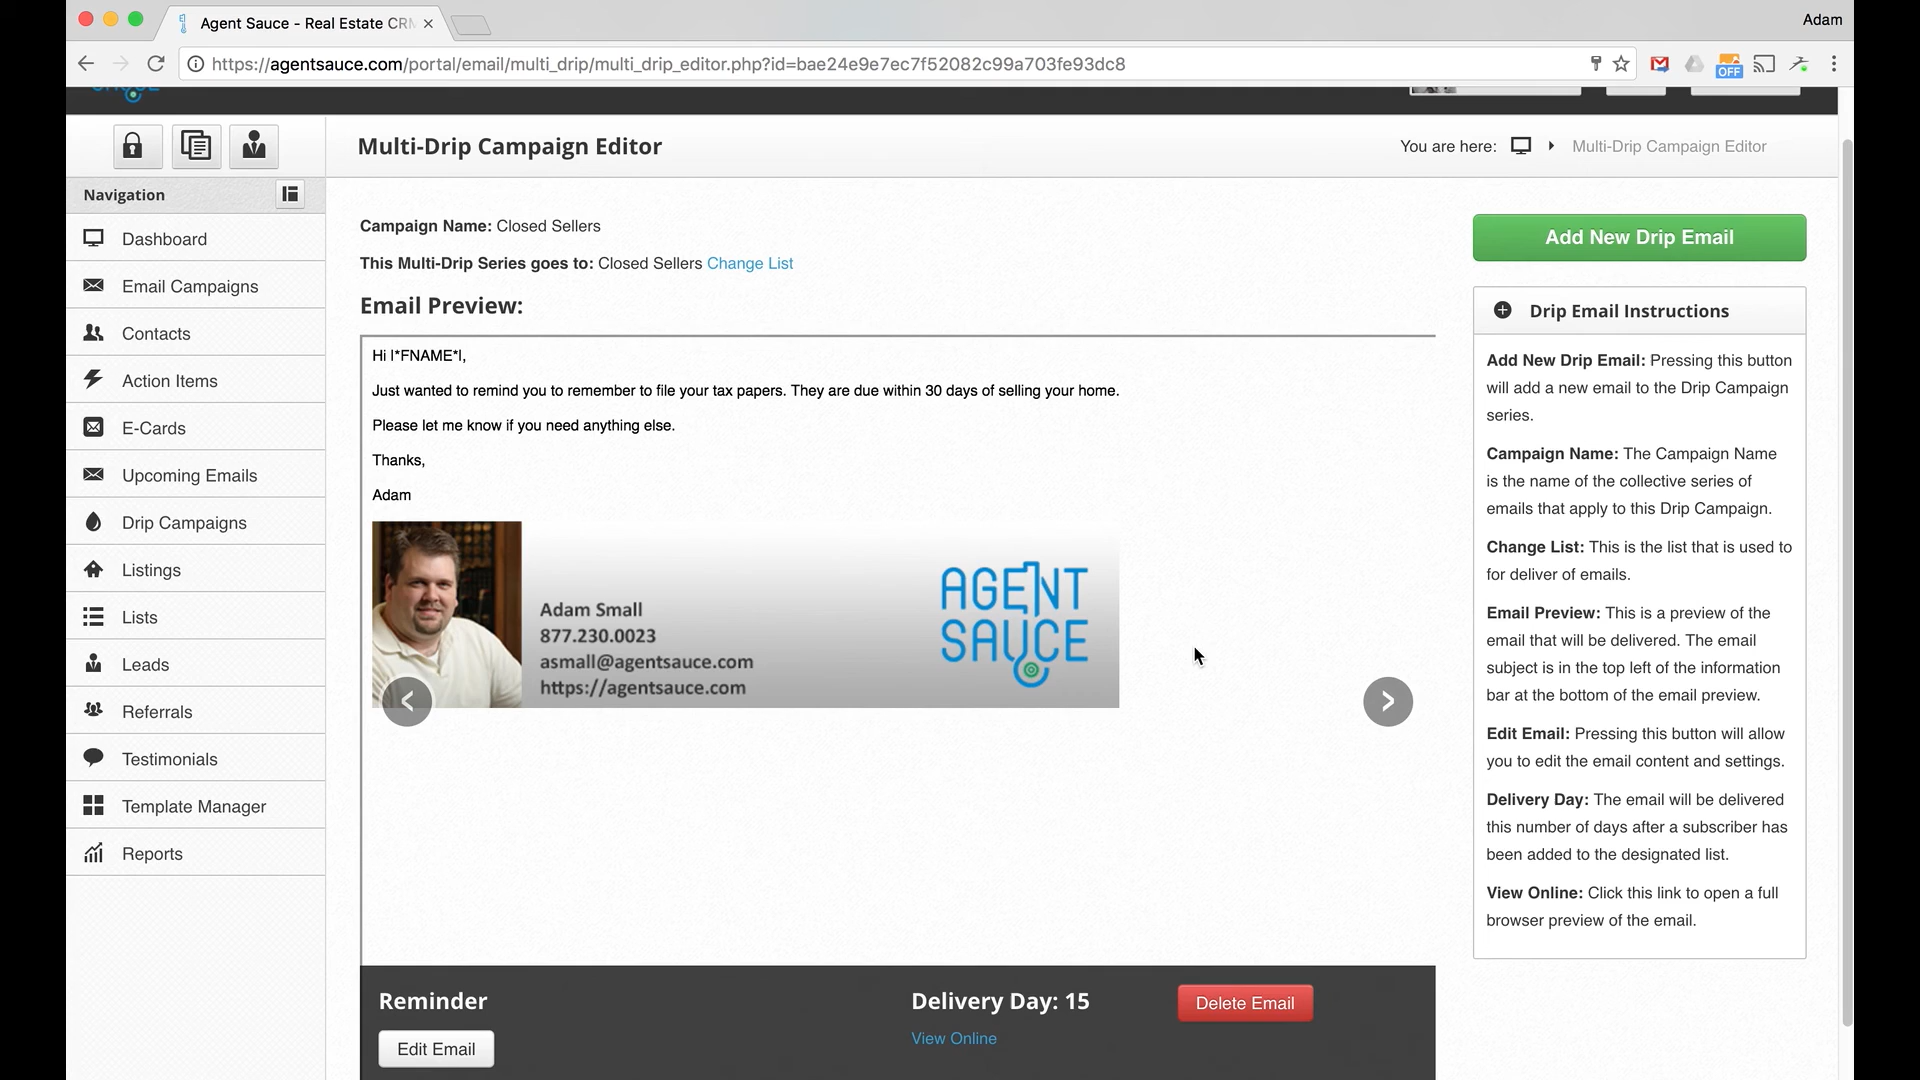 Agent Sauce - Real Estate CRM
Adam
https://agentsauce.com/portal/email/multi_drip/multi_drip_editor.php?id=bae24e9e7ec7f52082c99a703fe93dc8
OFF
Multi-Drip Campaign Editor
You are here:
Multi-Drip Campaign Editor
Navigation
Dashboard
Email Campaigns
Contacts
Action Items
E-Cards
Upcoming Emails
Drip Campaigns
Listings
Lists
Leads
Referrals
Testimonials
Template Manager
Reports
Campaign Name: Closed Sellers
This Multi-Drip Series goes to: Closed Sellers Change List
Email Preview:
Hi |*FNAME*|,
Just wanted to remind you to remember to file your tax papers. They are due within 30 days of selling your home.
Please let me know if you need anything else.
Thanks,
Adam
Adam Small
877.230.0023
asmall@agentsauce.com
https://agentsauce.com
AGENT
SAUCE
Reminder
Edit Email
Delivery Day: 15
View Online
Delete Email
Add New Drip Email
Drip Email Instructions
Add New Drip Email: Pressing this button
will add a new email to the Drip Campaign
series.
Campaign Name: The Campaign Name
is the name of the collective series of
emails that apply to this Drip Campaign.
Change List: This is the list that is used to
for deliver of emails.
Email Preview: This is a preview of the
email that will be delivered. The email
subject is in the top left of the information
bar at the bottom of the email preview.
Edit Email: Pressing this button will allow
you to edit the email content and settings.
Delivery Day: The email will be delivered
this number of days after a subscriber has
been added to the designated list.
View Online: Click this link to open a full
browser preview of the email.